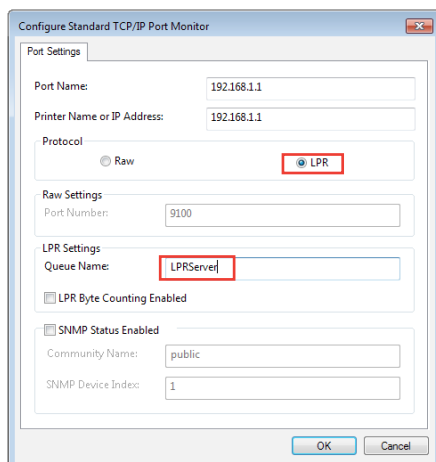 Configure Standard TCP/IP Port Monitor
Port Settings
Port Name: 192.168.1.1
Printer Name or IP Address: 192.168.1.1
Protocol
Raw LPR
Raw Settings
Port Number: 9100
LPR Settings
Queue Name: LPRServer
LPR Byte Counting Enabled
SNMP Status Enabled
Community Name: public
SNMP Device Index: 1
OK Cancel